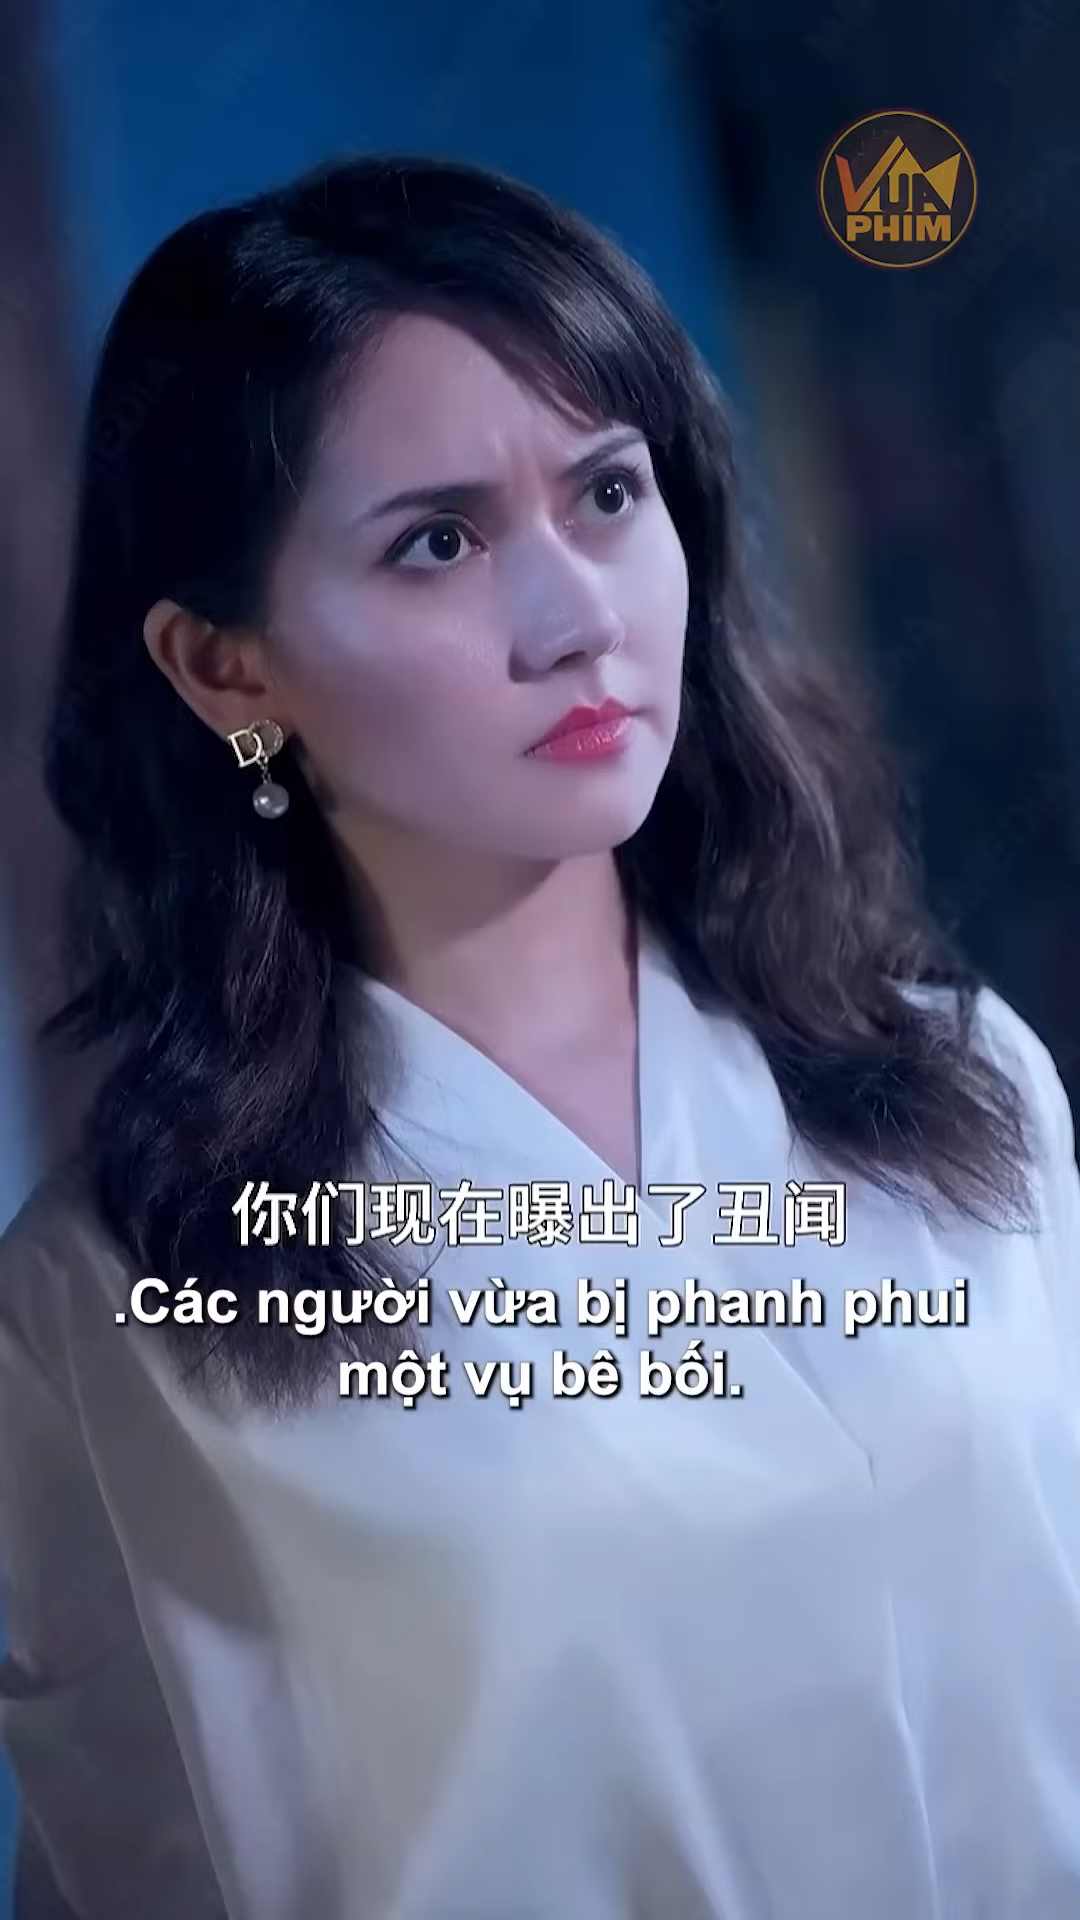 VUA
PHIM
你们现在曝出了丑闻
.Các người vừa bị phanh phui
một vụ bê bối.